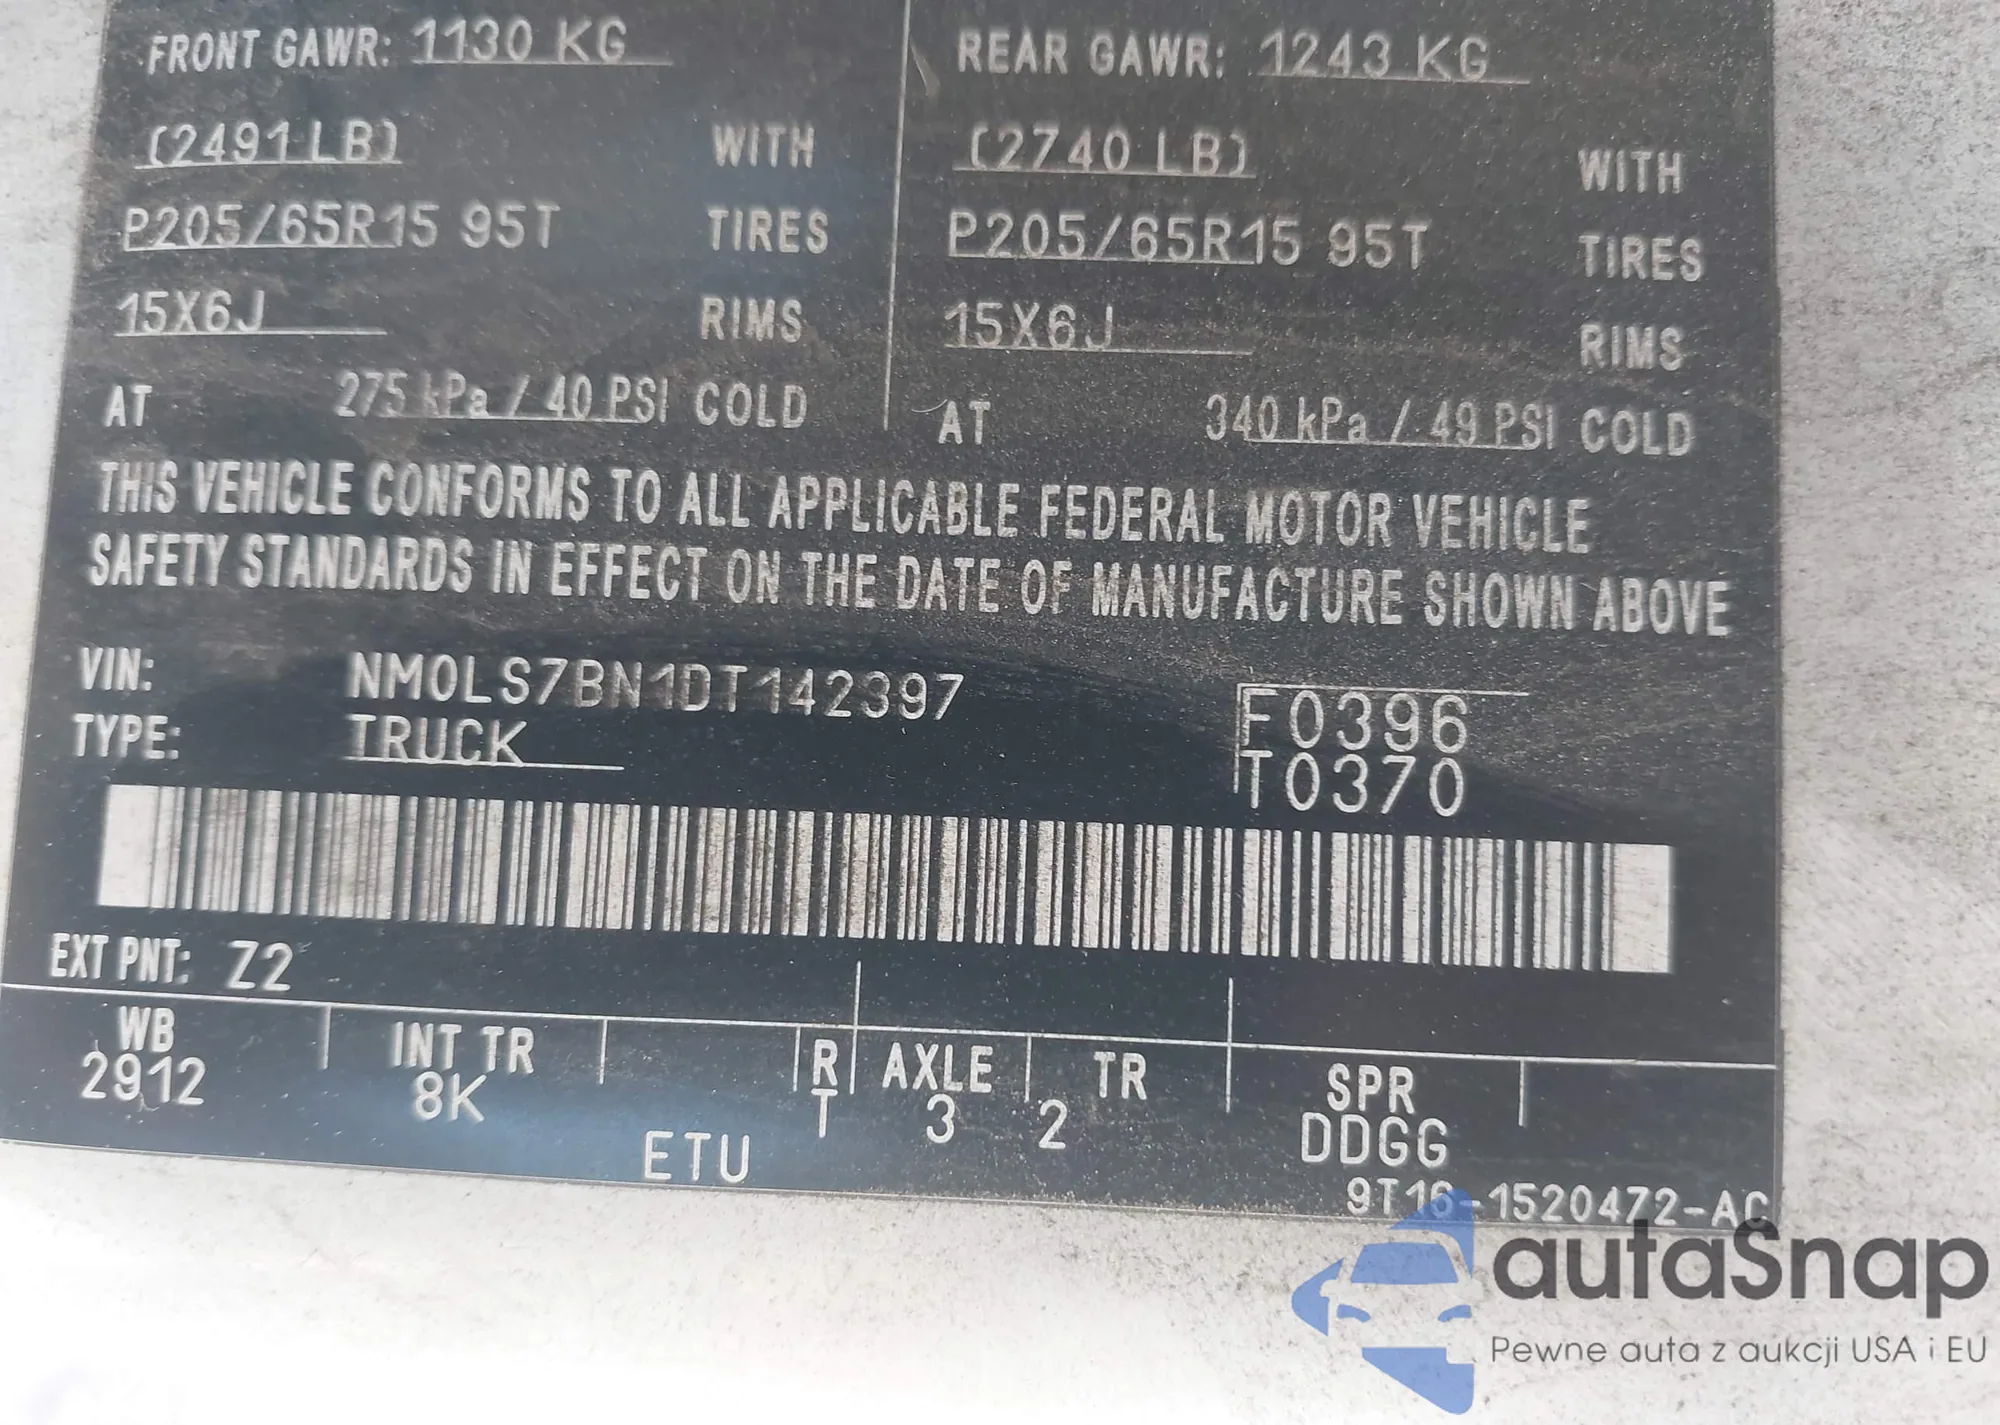 FRONT GAWR: 1130 KG
(2491 LB) WITH
P205/65R15 95T TIRES
15X6J RIMS
AT 275 kPa / 40 PSI COLD
REAR GAWR: 1243 KG
(2740 LB) WITH
P205/65R15 95T TIRES
15X6J RIMS
AT 340 kPa / 49 PSI COLD
THIS VEHICLE CONFORMS TO ALL APPLICABLE FEDERAL MOTOR VEHICLE
SAFETY STANDARDS IN EFFECT ON THE DATE OF MANUFACTURE SHOWN ABOVE
VIN: NM0LS7BN1DT142397
TYPE: TRUCK
F0396
T0370
EXT PNT: Z2
WB INT TR R AXLE TR SPR
2912 8K T 3 2 DDGG
ETU
9T16-1520472-AC
autaSnap
Pewne auta z aukcji USA i EU